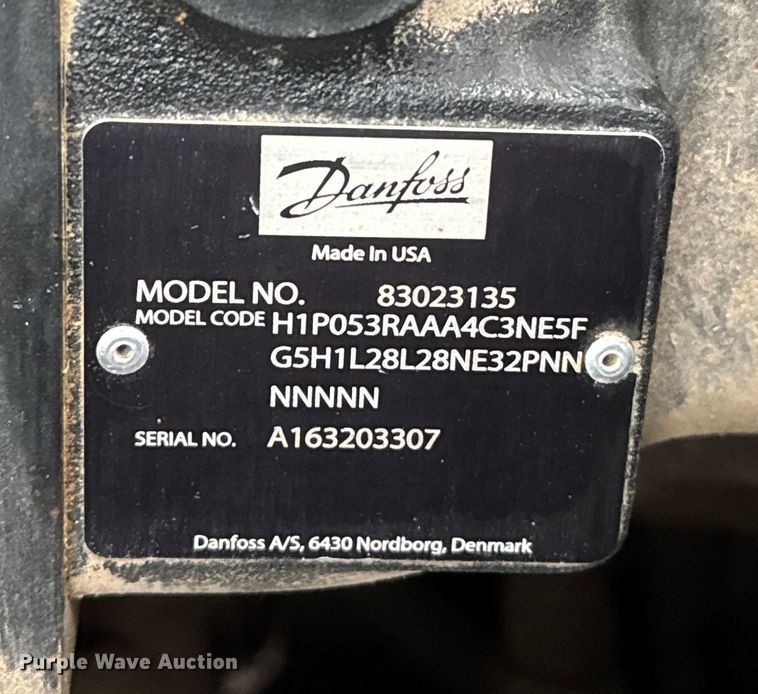 Danfoss
Made In USA
MODEL NO. 83023135
MODEL CODE H1P053RAAA4C3NE5F
G5H1L28L28NE32PNN
NNNNN
SERIAL NO. A163203307
Danfoss A/S, 6430 Nordborg, Denmark
Purple Wave Auction